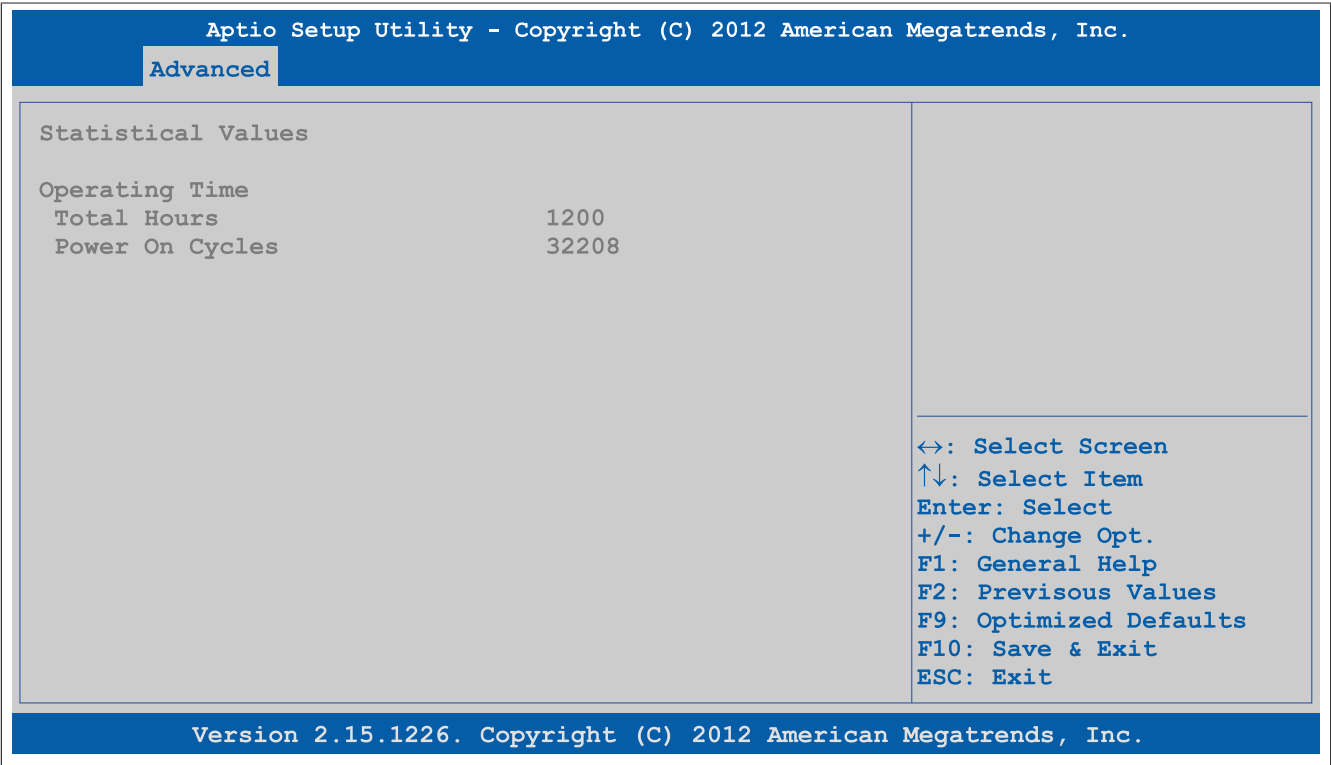 Aptio Setup Utility - Copyright (C) 2012 American Megatrends, Inc.
Advanced
Statistical Values
Operating Time
Total Hours 1200
Power On Cycles 32208
↔: Select Screen
↑↓: Select Item
Enter: Select
+/-: Change Opt.
F1: General Help
F2: Previsous Values
F9: Optimized Defaults
F10: Save & Exit
ESC: Exit
Version 2.15.1226. Copyright (C) 2012 American Megatrends, Inc.